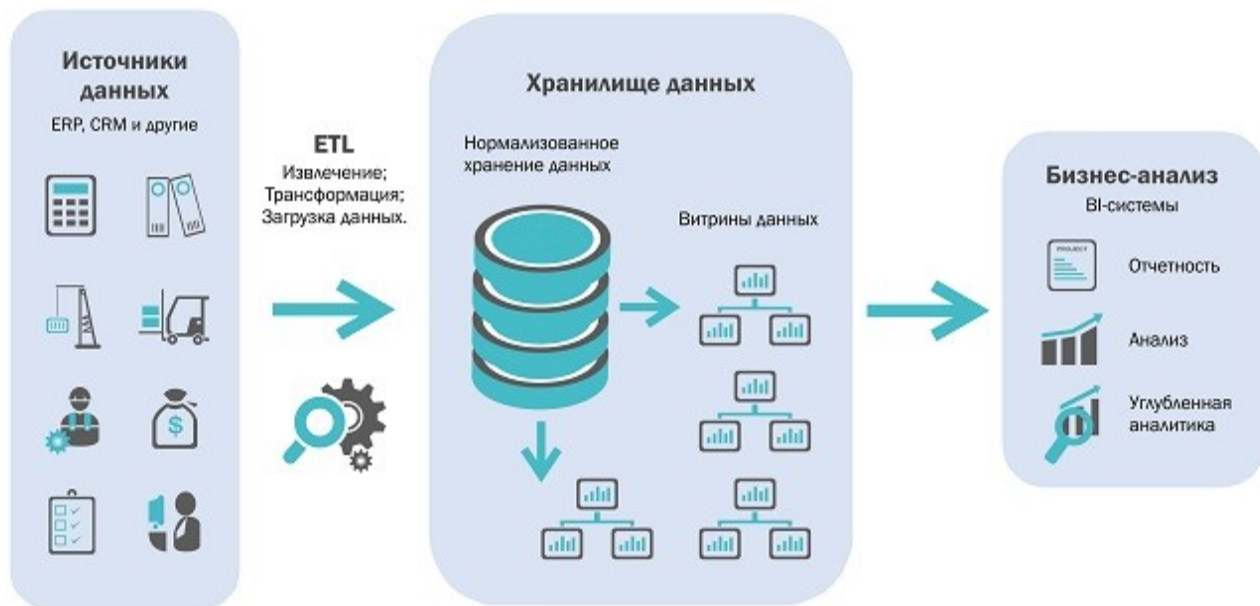 Источники
данных
ERP, CRM и другие
ETL
Извлечение;
Трансформация;
Загрузка данных.
Хранилище данных
Нормализованное
хранение данных
Витрины данных
Бизнес-анализ
BI-системы
PROJECT
Отчетность
Анализ
Углубленная
аналитика
$